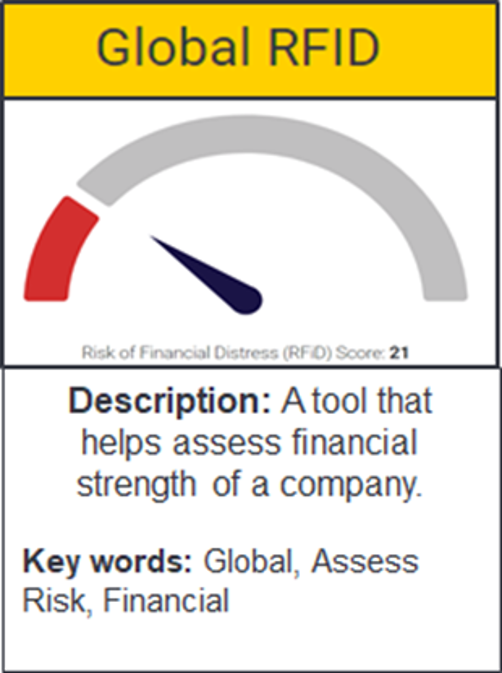 Global RFID
Risk of Financial Distress (RFiD) Score: 21
Description: A tool that
helps assess financial
strength of a company.
Key words: Global, Assess
Risk, Financial